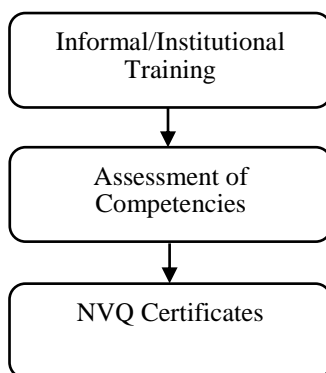 Informal/Institutional
Training
Assessment of
Competencies
NVQ Certificates